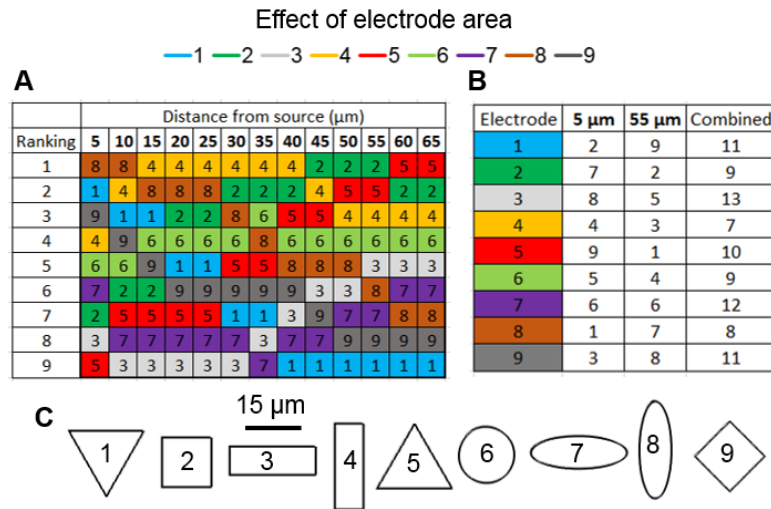 Effect of electrode area
1 2 3 4 5 6 7 8 9
A
Distance from source (µm)
Ranking 5 10 15 20 25 30 35 40 45 50 55 60 65
1 8 8 4 4 4 4 4 4 2 2 2 5 5
2 1 4 8 8 8 2 2 2 4 5 5 2 2
3 9 1 1 2 2 8 6 5 5 4 4 4 4
4 4 9 6 6 6 6 8 6 6 6 6 6 6
5 6 6 9 1 1 5 5 8 8 8 3 3 3
6 7 2 2 9 9 9 9 9 3 3 8 7 7
7 2 5 5 5 5 1 1 3 9 7 7 8 8
8 3 7 7 7 7 7 3 7 7 9 9 9 9
9 5 3 3 3 3 3 7 1 1 1 1 1 1
B
Electrode 5 µm 55 µm Combined
1 2 9 11
2 7 2 9
3 8 5 13
4 4 3 7
5 9 1 10
6 5 4 9
7 6 6 12
8 1 7 8
9 3 8 11
C
15 µm
1 2 3 4 5 6 7 8 9